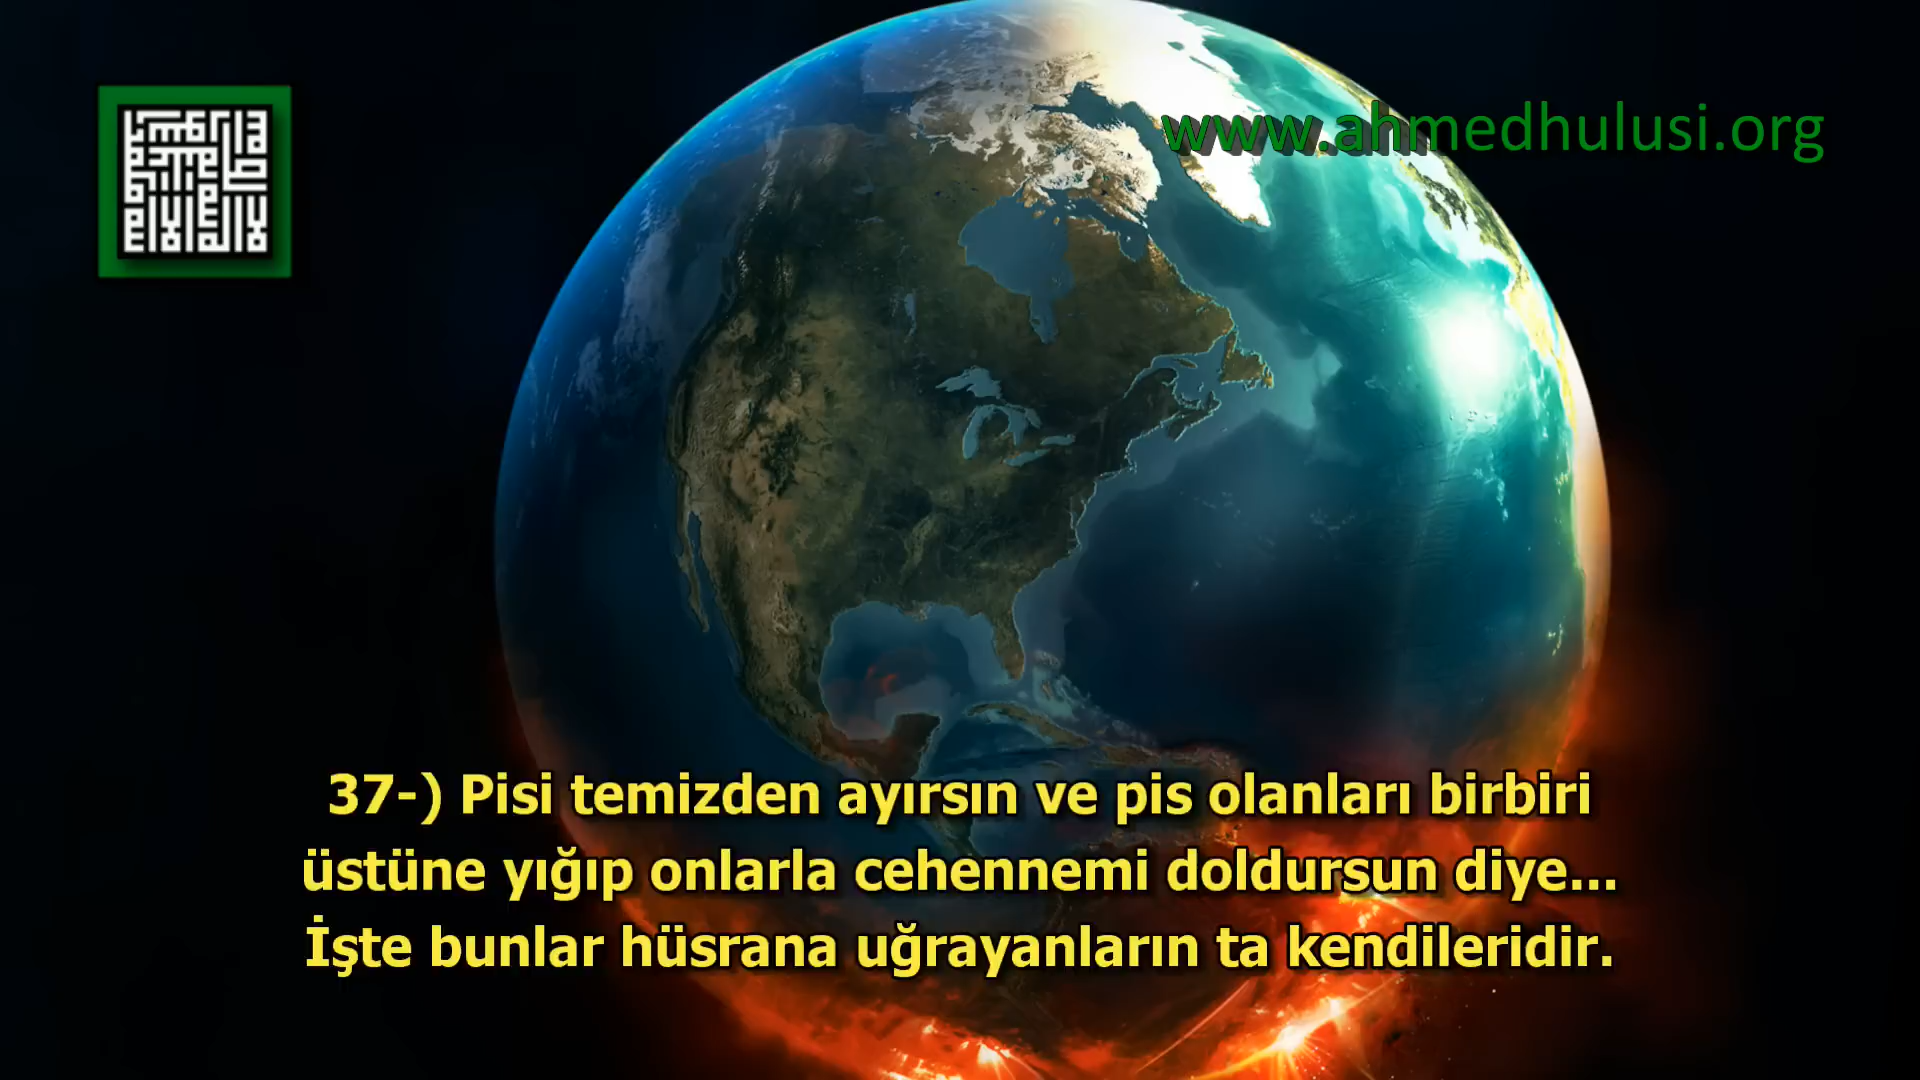 www.ahmedhulusi.org
37-) Pisi temizden ayırsın ve pis olanları birbiri
üstüne yığıp onlarla cehennemi doldursun diye...
İşte bunlar hüsrana uğrayanların ta kendileridir.